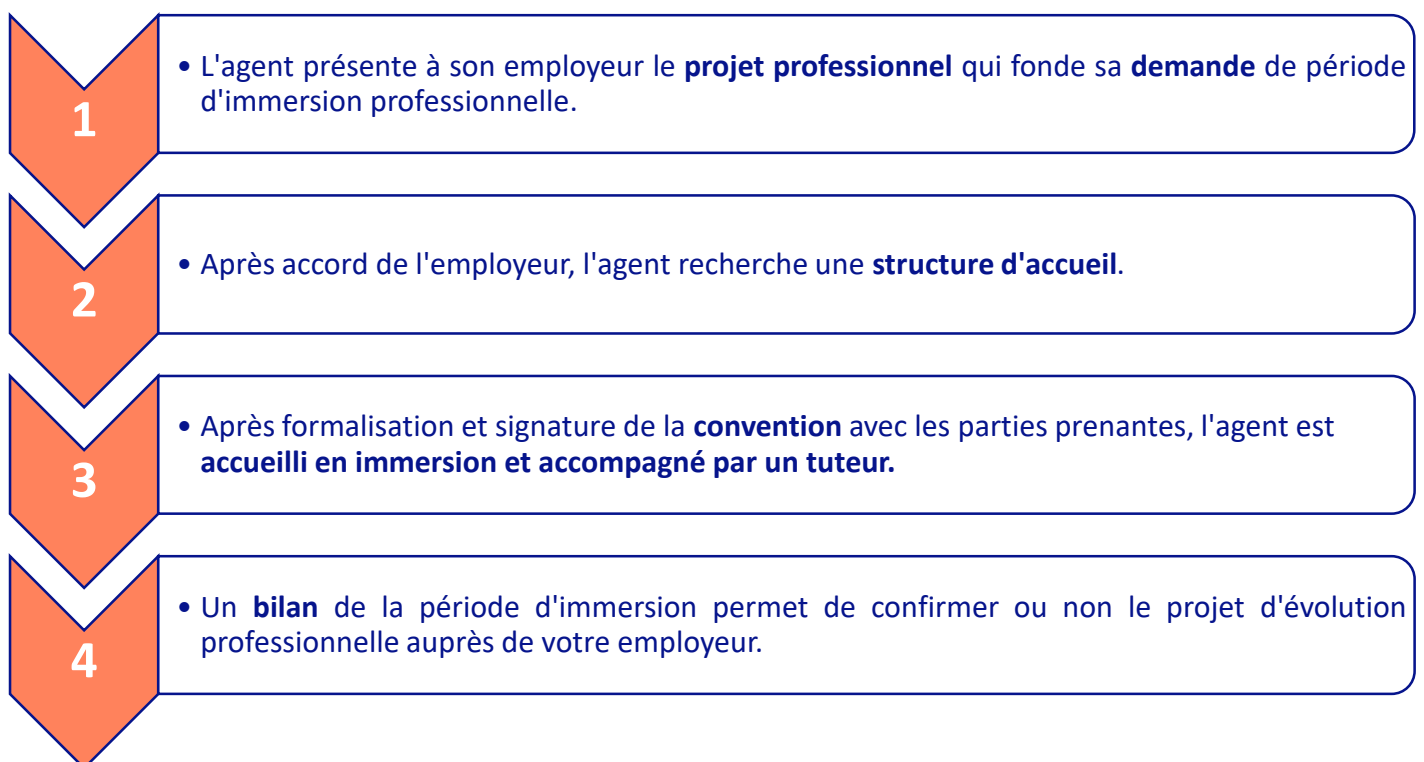 1
• L'agent présente à son employeur le projet professionnel qui fonde sa demande de période
d'immersion professionnelle.
2
• Après accord de l'employeur, l'agent recherche une structure d'accueil.
3
• Après formalisation et signature de la convention avec les parties prenantes, l'agent est
accueilli en immersion et accompagné par un tuteur.
4
• Un bilan de la période d'immersion permet de confirmer ou non le projet d'évolution
professionnelle auprès de votre employeur.